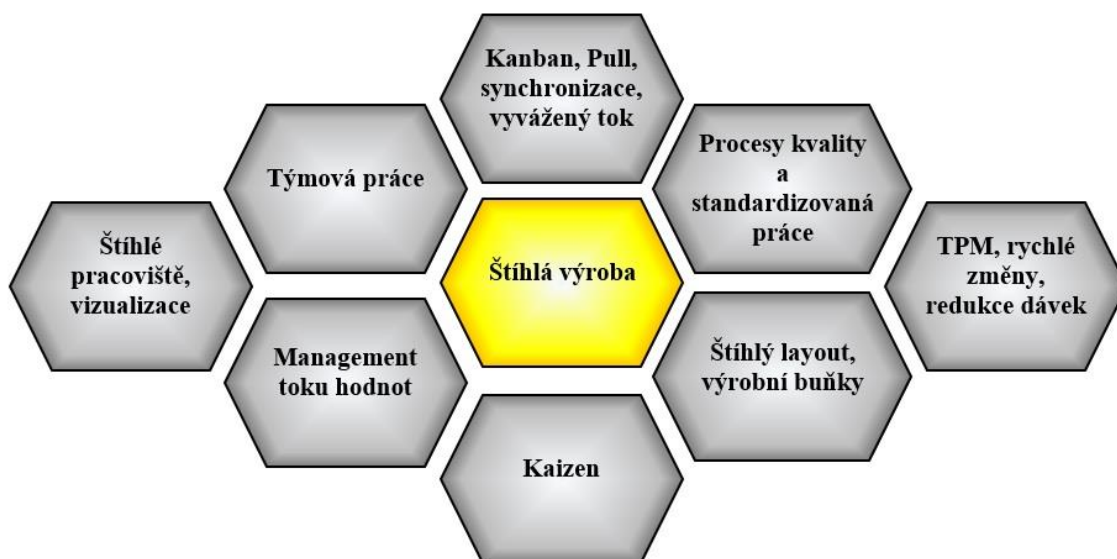 Kanban, Pull,
synchronizace,
vyvážený tok
Týmová práce
Procesy kvality
a
standardizovaná
práce
Štíhlé
pracoviště,
vizualizace
Štíhlá výroba
TPM, rychlé
změny,
redukce dávek
Management
toku hodnot
Štíhlý layout,
výrobní buňky
Kaizen